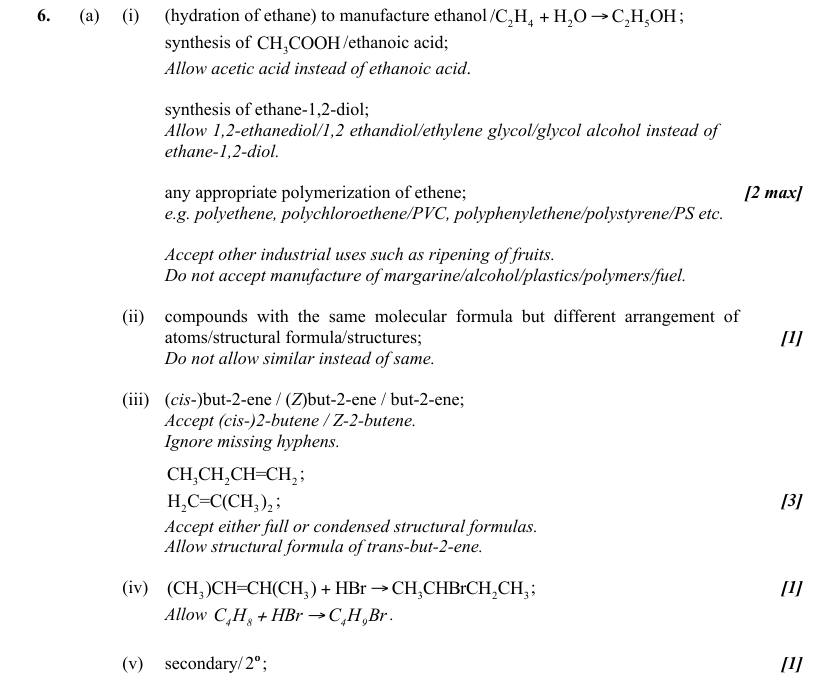 6. (a) (i) (hydration of ethane) to manufacture ethanol/C₂H₄ + H₂O → C₂H₅OH;
synthesis of CH₃COOH/ethanoic acid;
Allow acetic acid instead of ethanoic acid.
synthesis of ethane-1,2-diol;
Allow 1,2-ethanediol/1,2 ethandiol/ethylene glycol/glycol alcohol instead of
ethane-1,2-diol.
any appropriate polymerization of ethene; [2 max]
e.g. polyethene, polychloroethene/PVC, polyphenylethene/polystyrene/PS etc.
Accept other industrial uses such as ripening of fruits.
Do not accept manufacture of margarine/alcohol/plastics/polymers/fuel.
(ii) compounds with the same molecular formula but different arrangement of
atoms/structural formula/structures; [1]
Do not allow similar instead of same.
(iii) (cis-)but-2-ene / (Z)but-2-ene / but-2-ene;
Accept (cis-)2-butene / Z-2-butene.
Ignore missing hyphens.
CH₃CH₂CH=CH₂;
H₂C=C(CH₃)₂; [3]
Accept either full or condensed structural formulas.
Allow structural formula of trans-but-2-ene.
(iv) (CH₃)CH=CH(CH₃) + HBr → CH₃CHBrCH₂CH₃; [1]
Allow C₄H₈ + HBr → C₄H₉Br.
(v) secondary/2º; [1]